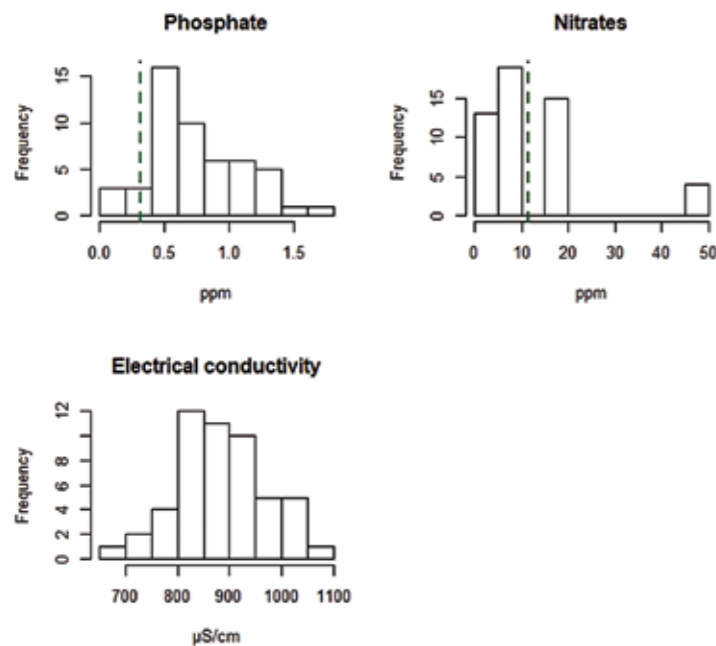 Phosphate
Frequency
15
10
5
0
0.0 0.5 1.0 1.5
ppm
Nitrates
Frequency
15
10
5
0
0 10 20 30 40 50
ppm
Electrical conductivity
Frequency
12
8
6
4
2
0
700 800 900 1000 1100
µS/cm